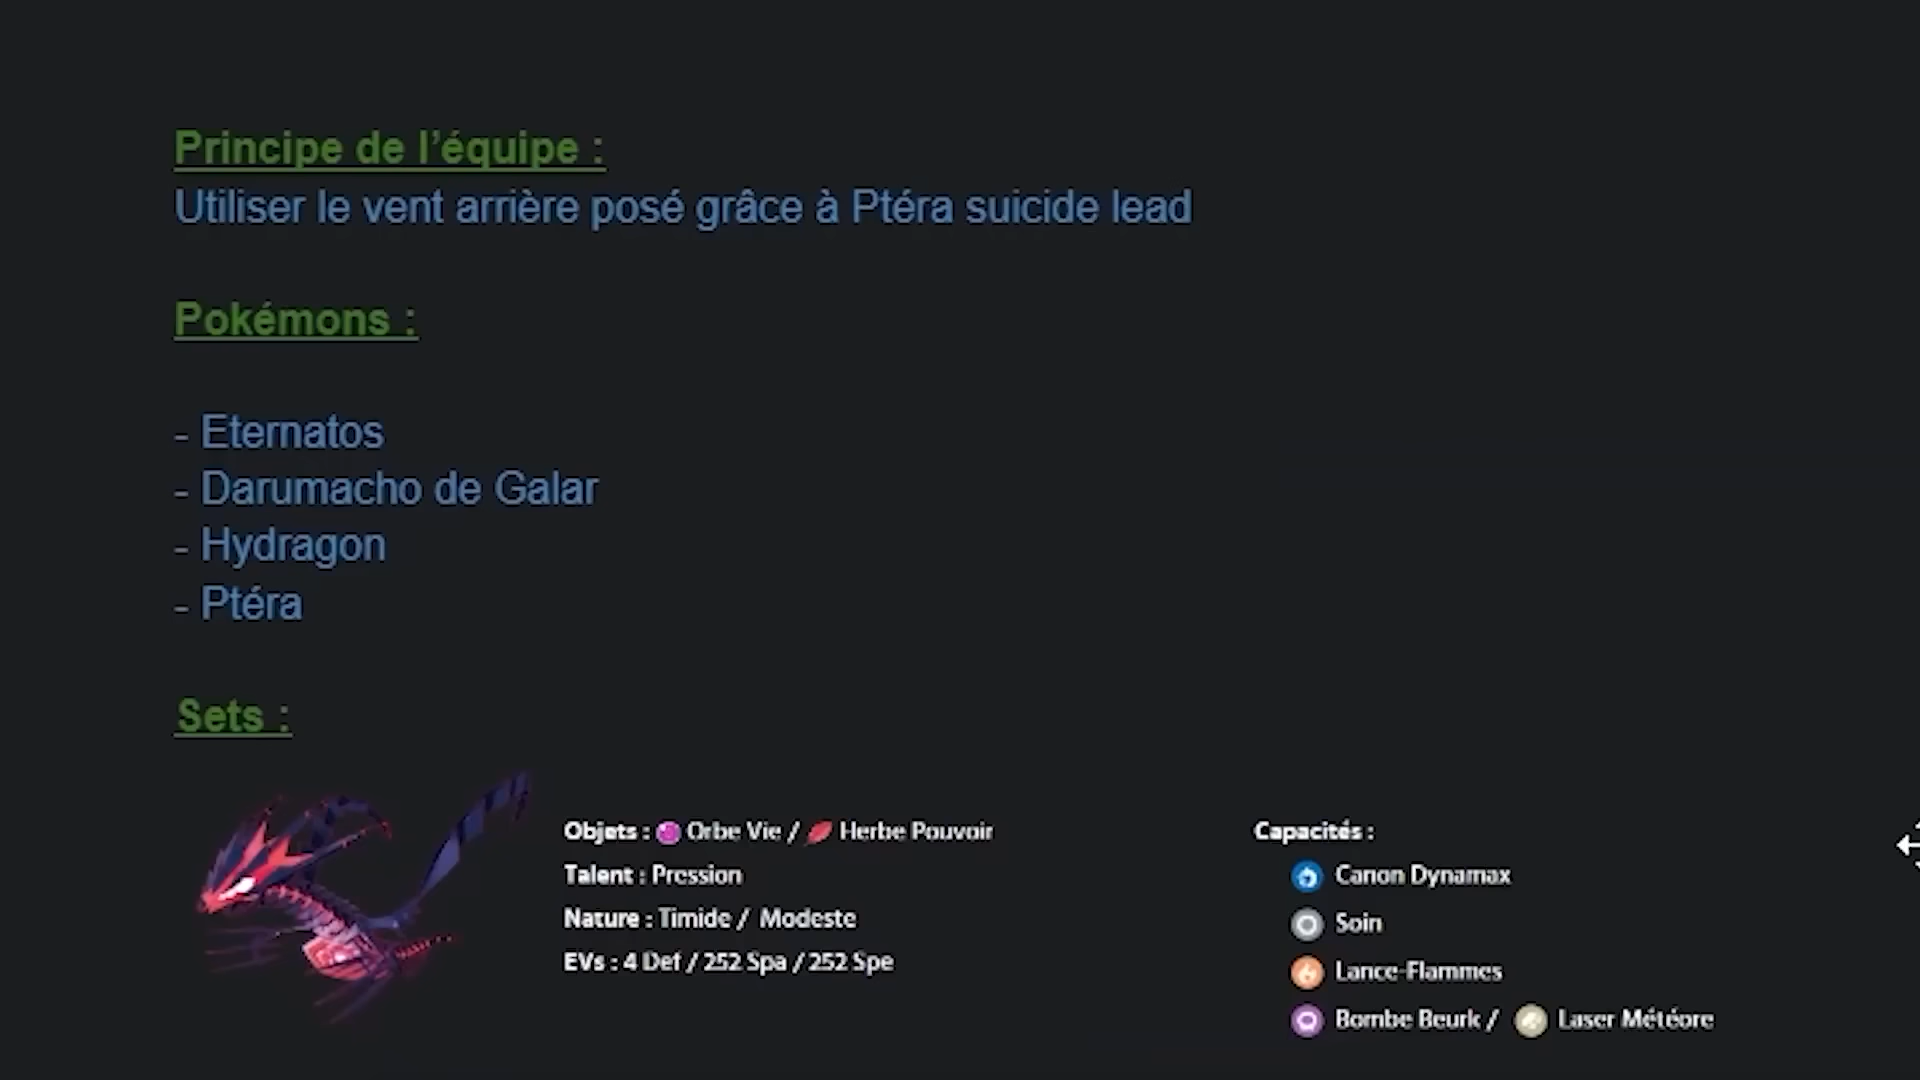 Principe de l'équipe :
Utiliser le vent arrière posé grâce à Ptéra suicide lead
Pokémons :
- Eternatos
- Darumacho de Galar
- Hydragon
- Ptéra
Sets :
Objets : Orbe Vie / Herbe Pouvoir
Talent : Pression
Nature : Timide / Modeste
EVs : 4 Def / 252 Spa / 252 Spe
Capacités :
Canon Dynamax
Soin
Lance-Flammes
Bombe Beurk / Laser Météore